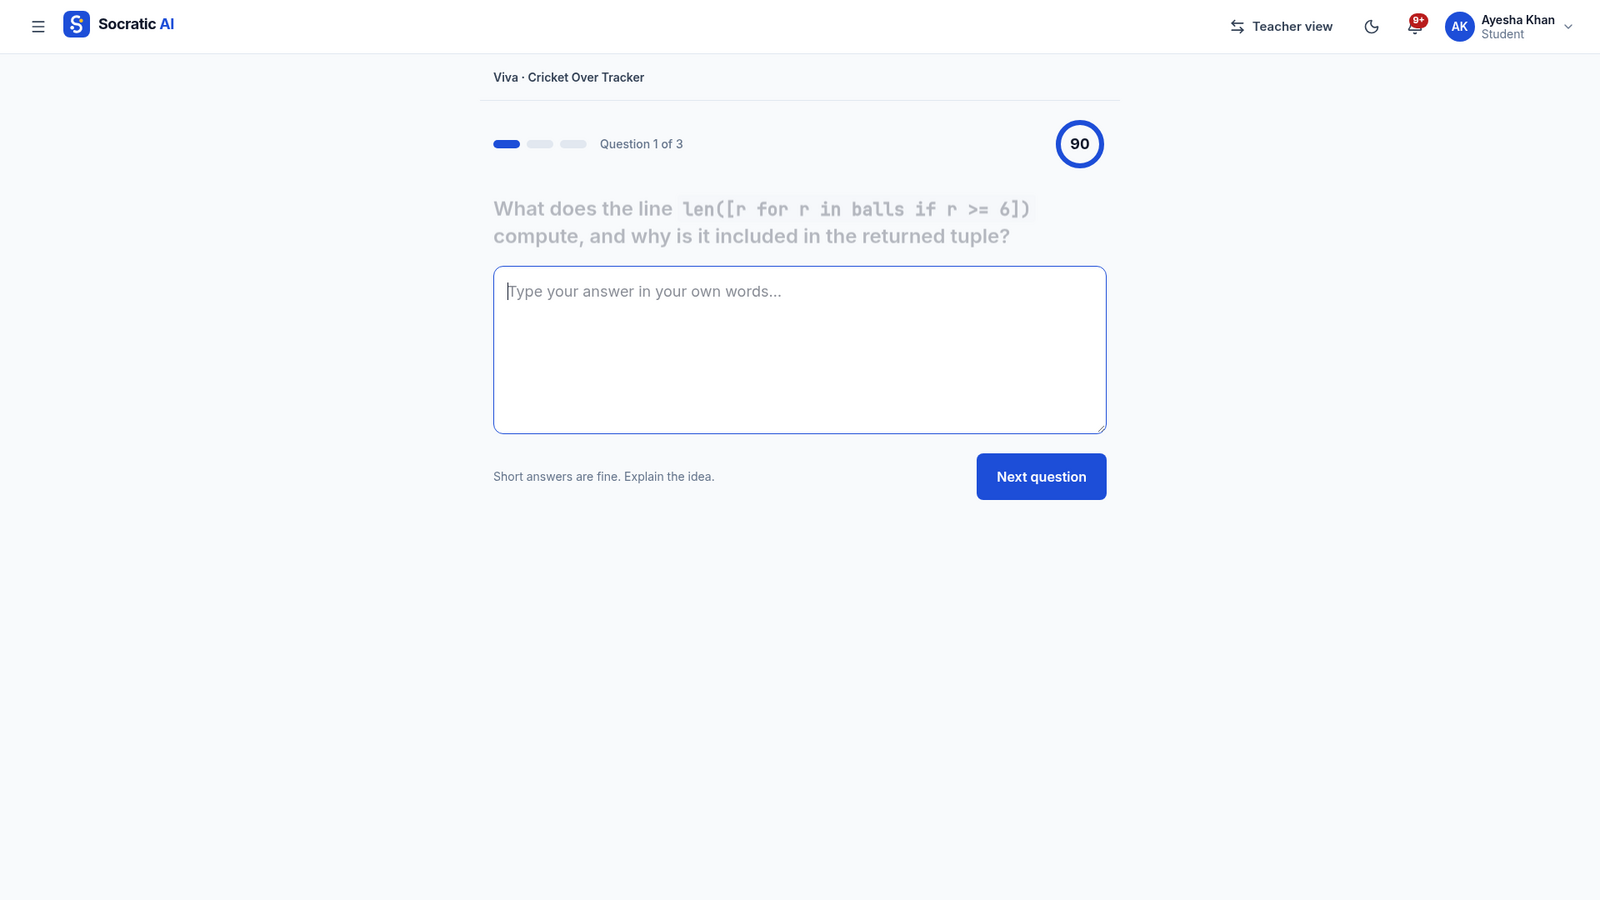 Socratic AI
Teacher view
9+
AK
Ayesha Khan
Student
Viva · Cricket Over Tracker
Question 1 of 3
90
What does the line len([r for r in balls if r >= 6])
compute, and why is it included in the returned tuple?
Type your answer in your own words...
Short answers are fine. Explain the idea.
Next question